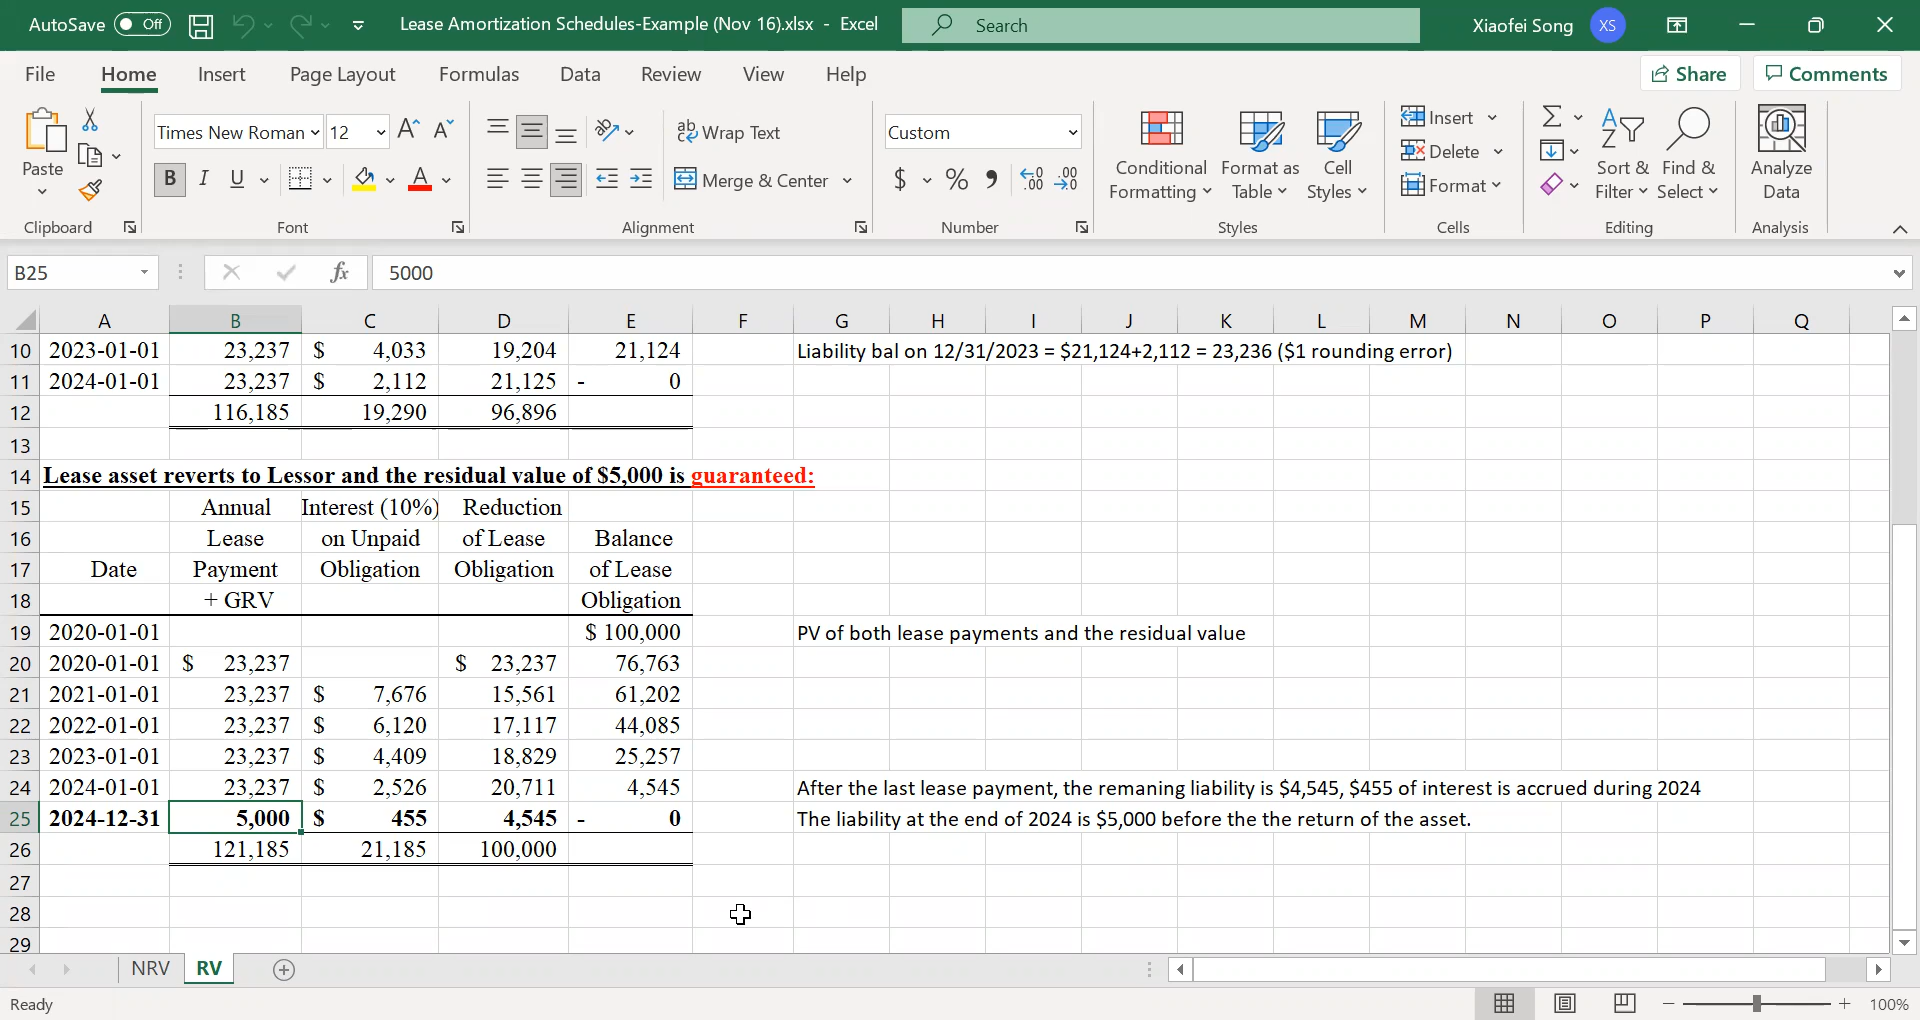 AutoSave Off Lease Amortization Schedules-Example (Nov 16).xlsx - Excel Search Xiaofei Song XS
File Home Insert Page Layout Formulas Data Review View Help Share Comments
Times New Roman 12 Wrap Text Custom Insert
Paste Conditional Format as Cell Delete Sort & Find & Analyze
B I U A Merge & Center $ % Formatting Table Styles Format Filter Select Data
Clipboard Font Alignment Number Styles Cells Editing Analysis
B25 fx 5000
A B C D E F G H I J K L M N O P Q
10 2023-01-01 23,237 $ 4,033 19,204 21,124 Liability bal on 12/31/2023 = $21,124+2,112 = 23,236 ($1 rounding error)
11 2024-01-01 23,237 $ 2,112 21,125 - 0
12 116,185 19,290 96,896
13
14 Lease asset reverts to Lessor and the residual value of $5,000 is guaranteed:
15 Annual Interest (10%) Reduction
16 Lease on Unpaid of Lease Balance
17 Date Payment Obligation Obligation of Lease
18 + GRV Obligation
19 2020-01-01 $ 100,000 PV of both lease payments and the residual value
20 2020-01-01 $ 23,237 $ 23,237 76,763
21 2021-01-01 23,237 $ 7,676 15,561 61,202
22 2022-01-01 23,237 $ 6,120 17,117 44,085
23 2023-01-01 23,237 $ 4,409 18,829 25,257
24 2024-01-01 23,237 $ 2,526 20,711 4,545 After the last lease payment, the remaning liability is $4,545, $455 of interest is accrued during 2024
25 2024-12-31 5,000 $ 455 4,545 - 0 The liability at the end of 2024 is $5,000 before the the return of the asset.
26 121,185 21,185 100,000
27
28
29
NRV RV
Ready 100%